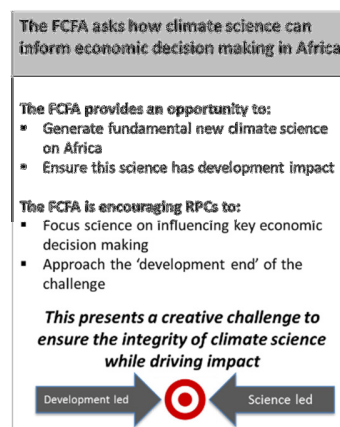 The FCFA asks how climate science can
inform economic decision making in Africa
The FCFA provides an opportunity to:
▪ Generate fundamental new climate science
on Africa
▪ Ensure this science has development impact
The FCFA is encouraging RPCs to:
▪ Focus science on influencing key economic
decision making
▪ Approach the ‘development end’ of the
challenge
This presents a creative challenge to
ensure the integrity of climate science
while driving impact
Development led
Science led